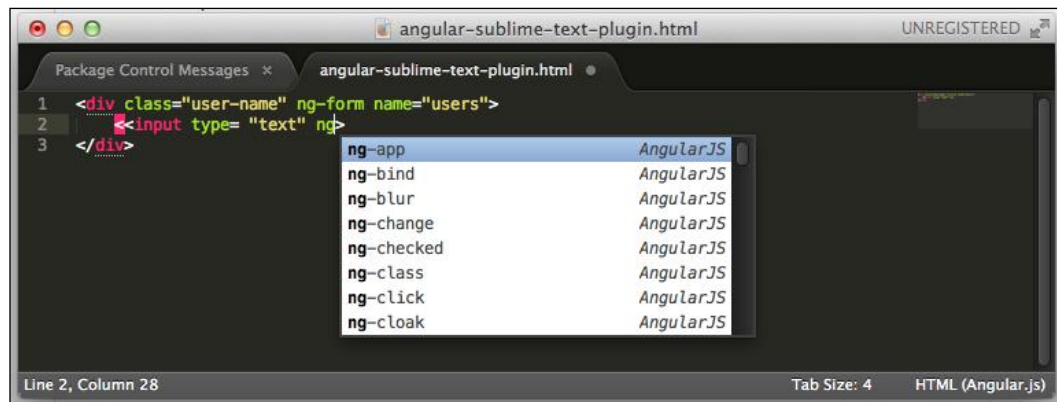 angular-sublime-text-plugin.html UNREGISTERED
Package Control Messages × angular-sublime-text-plugin.html
1 <div class="user-name" ng-form name="users">
2 <<input type= "text" ng>
3 </div>
ng-app AngularJS
ng-bind AngularJS
ng-blur AngularJS
ng-change AngularJS
ng-checked AngularJS
ng-class AngularJS
ng-click AngularJS
ng-cloak AngularJS
Line 2, Column 28 Tab Size: 4 HTML (Angular.js)